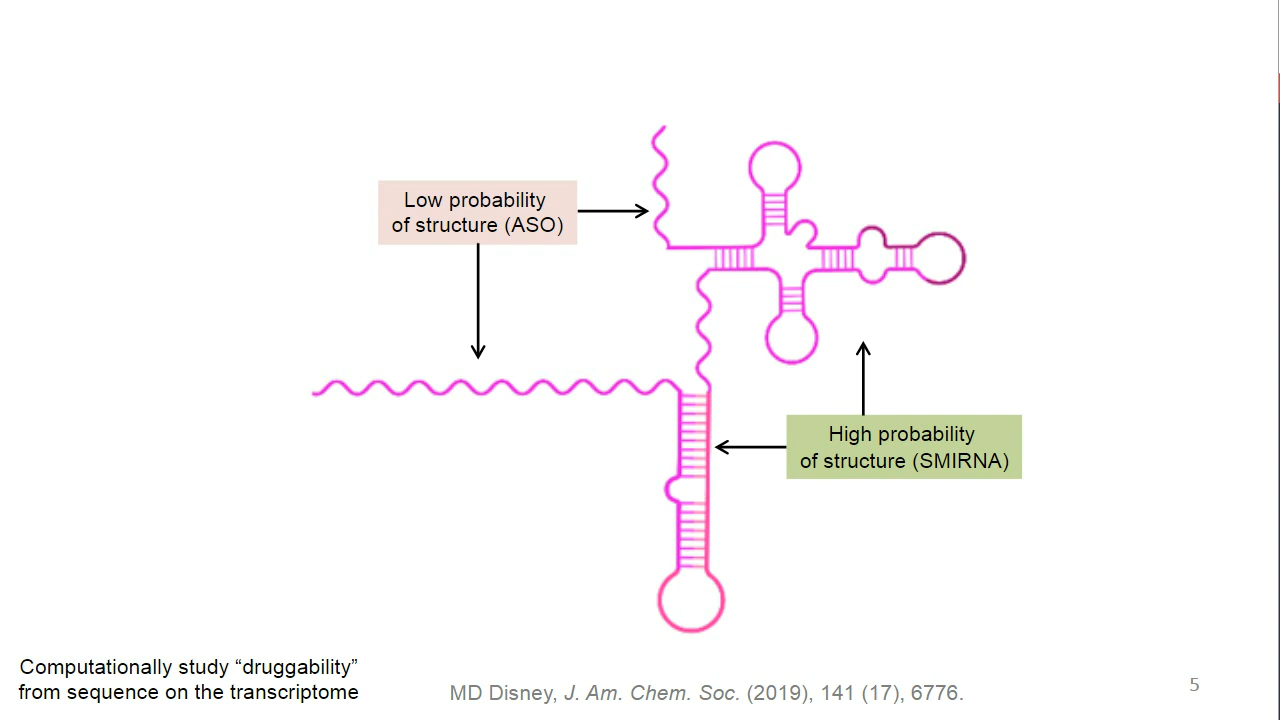 Low probability
of structure (ASO)
High probability
of structure (SMIRNA)
Computationally study “druggability”
from sequence on the transcriptome
MD Disney, J. Am. Chem. Soc. (2019), 141 (17), 6776.
5